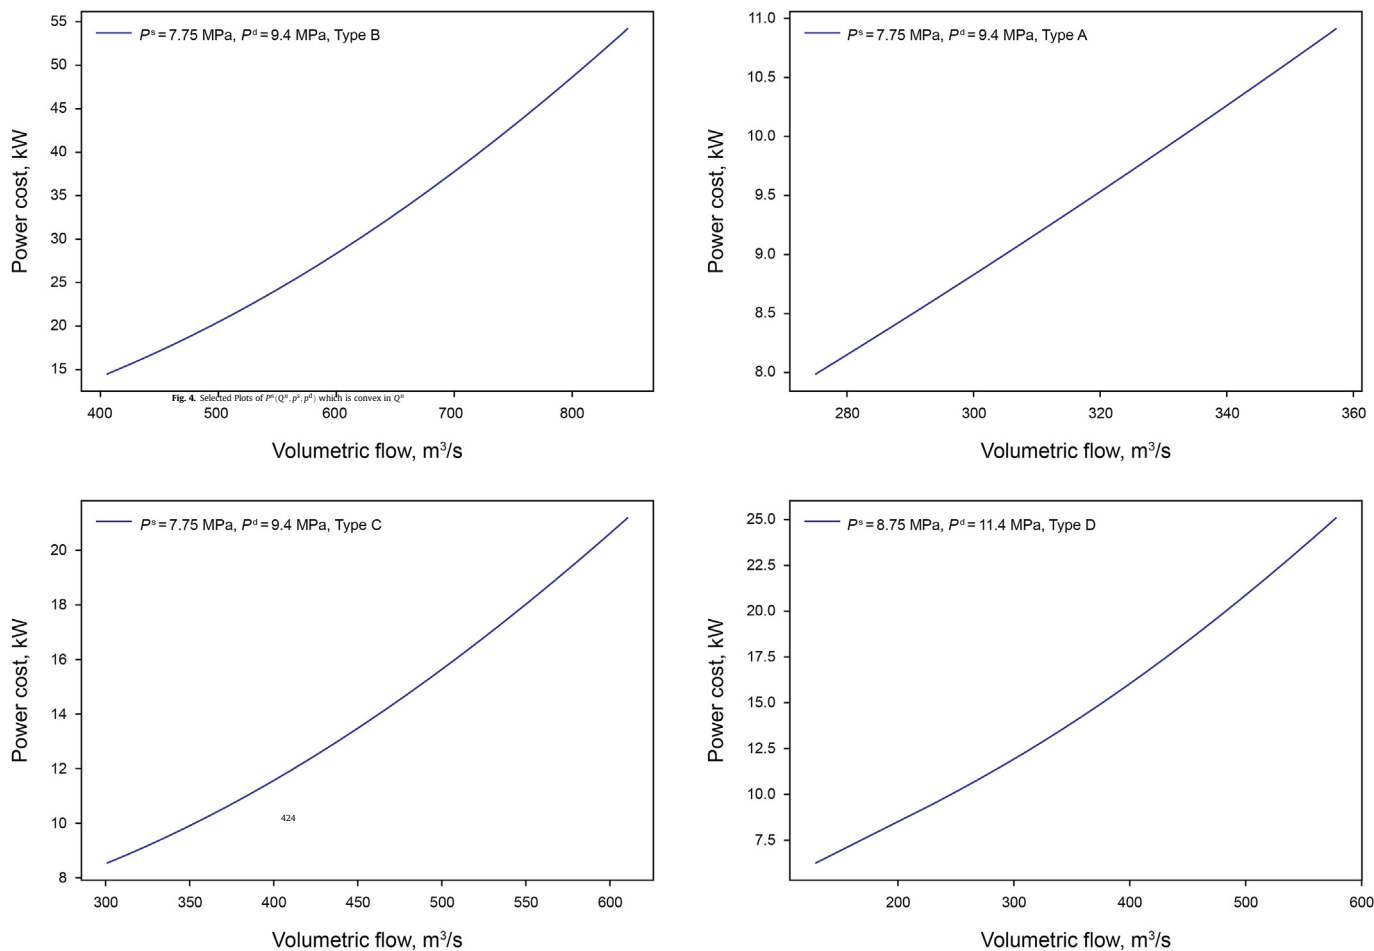 Pˢ = 7.75 MPa, Pᵈ = 9.4 MPa, Type B
Power cost, kW
55
50
45
40
35
30
25
20
15
400 500 600 700 800
Volumetric flow, m³/s
Pˢ = 7.75 MPa, Pᵈ = 9.4 MPa, Type A
Power cost, kW
11.0
10.5
10.0
9.5
9.0
8.5
8.0
280 300 320 340 360
Volumetric flow, m³/s
Fig. 4. Selected Plots of Pⁿ(Qⁿ, pˢ, pᵈ) which is convex in Qⁿ
Pˢ = 7.75 MPa, Pᵈ = 9.4 MPa, Type C
Power cost, kW
20
18
16
14
12
10
8
300 350 400 450 500 550 600
Volumetric flow, m³/s
424
Pˢ = 8.75 MPa, Pᵈ = 11.4 MPa, Type D
Power cost, kW
25.0
22.5
20.0
17.5
15.0
12.5
10.0
7.5
200 300 400 500 600
Volumetric flow, m³/s